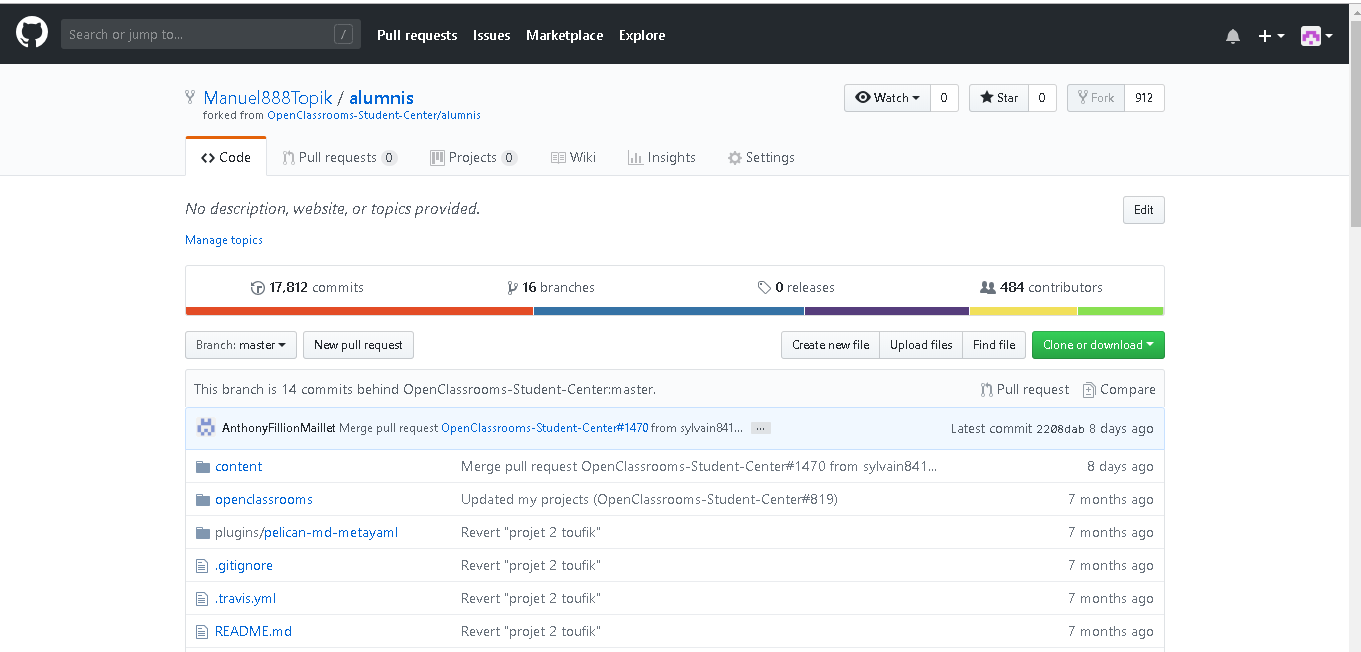 Search or jump to... / Pull requests Issues Marketplace Explore
Manuel888Topik / alumnis Watch 0 Star 0 Fork 912
forked from OpenClassrooms-Student-Center/alumnis
Code Pull requests 0 Projects 0 Wiki Insights Settings
No description, website, or topics provided. Edit
Manage topics
17,812 commits 16 branches 0 releases 484 contributors
Branch: master New pull request Create new file Upload files Find file Clone or download
This branch is 14 commits behind OpenClassrooms-Student-Center:master. Pull request Compare
AnthonyFillionMaillet Merge pull request OpenClassrooms-Student-Center#1470 from sylvain841... ... Latest commit 2208dab 8 days ago
content Merge pull request OpenClassrooms-Student-Center#1470 from sylvain841... 8 days ago
openclassrooms Updated my projects (OpenClassrooms-Student-Center#819) 7 months ago
plugins/pelican-md-metayaml Revert "projet 2 toufik" 7 months ago
.gitignore Revert "projet 2 toufik" 7 months ago
.travis.yml Revert "projet 2 toufik" 7 months ago
README.md Revert "projet 2 toufik" 7 months ago